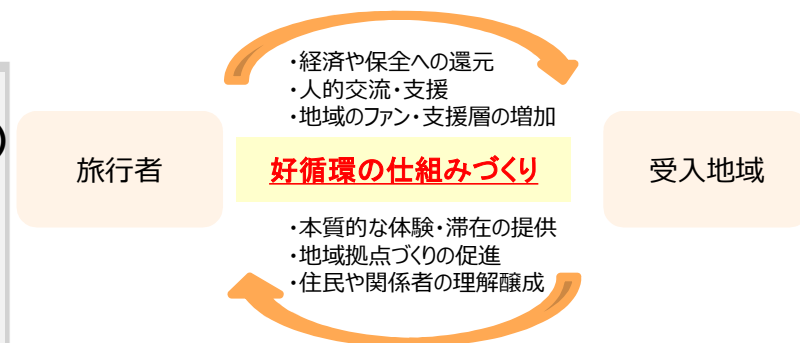 ・経済や保全への還元
・人的交流・支援
・地域のファン・支援層の増加
)
旅行者
好循環の仕組みづくり
受入地域
・本質的な体験・滞在の提供
・地域拠点づくりの促進
・住民や関係者の理解醸成